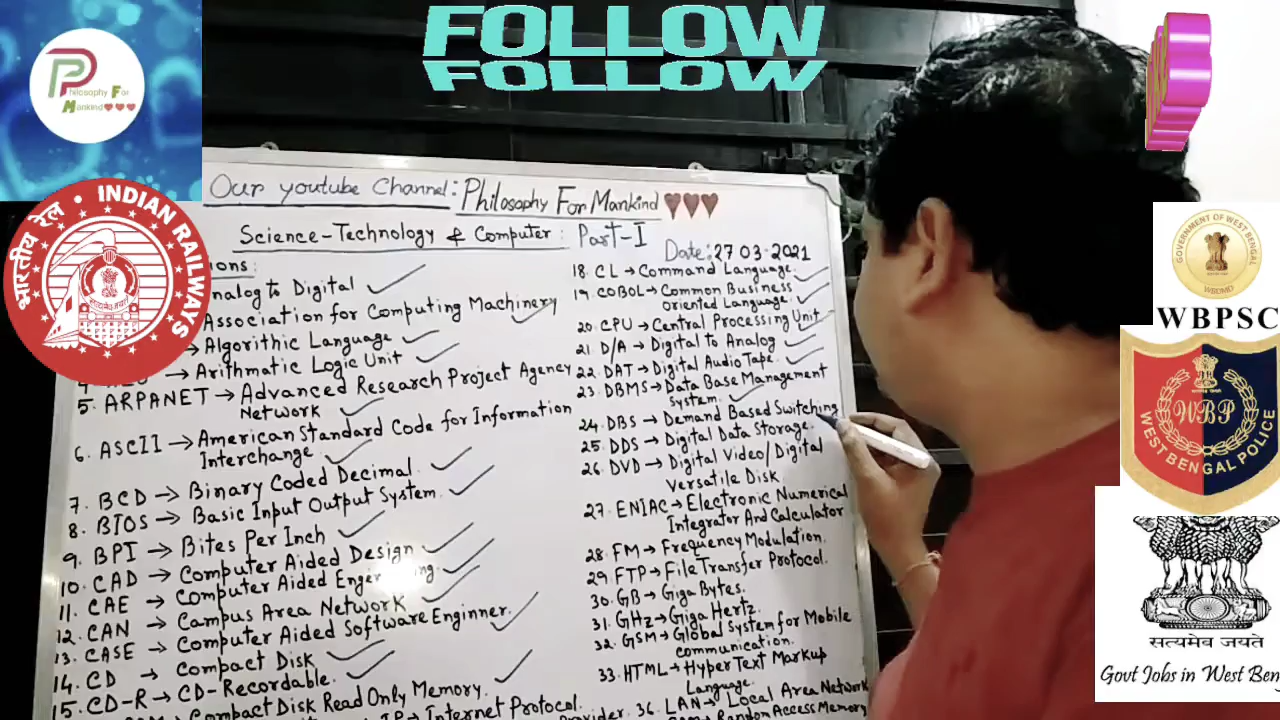 FOLLOW
FOLLOW
Philosophy For
Mankind
भारतीय रेल • INDIAN RAILWAYS
Our youtube Channel: Philosophy For Mankind
Science-Technology & Computer: Part-I
Date: 27 03-2021
ions:
Analog to Digital
Association for Computing Machinery
→ Algorithic Language
4. → Arithmatic Logic Unit
5. ARPANET → Advanced Research Project Agency
Network
6. ASCII → American Standard Code for Information
Interchange
7. BCD → Binary Coded Decimal.
8. BIOS → Basic Input Output System.
9. BPI → Bites Per Inch
10. CAD → Computer Aided Design
11. CAE → Computer Aided
12. CAN → Campus Area Network
13. CASE → Computer Aided Software Enginner.
14. CD → Compact Disk
15. CD-R → CD-Recordable.
Compact Disk Read Only Memory.
IP → Internet Protocol.
Provider.
18. CL → Command Language.
19. COBOL → Common Business
oriented Language.
20. CPU → Central Processing Unit
21. D/A → Digital to Analog
22. DAT → Digital Audio Tape.
23. DBMS → Data Base Management
System.
24. DBS → Demand Based Switching
25. DDS → Digital Data Storage.
26. DVD → Digital Video/Digital
Versatile Disk
27. ENIAC → Electronic Numerical
Integrator And Calculator
28. FM → Frequency Modulation.
29. FTP → File Transfer Protocol.
30. GB → Giga Bytes.
31. GHz → Giga Hertz.
32. GSM → Global System for Mobile
communication.
33. HTML → Hyper Text Markup
Language.
36. LAN → Local Area Network
Random Access Memory
GOVERNMENT OF WEST BENGAL
WBPSC
WBP
WEST BENGAL POLICE
सत्यमेव जयते
Govt Jobs in West Beng